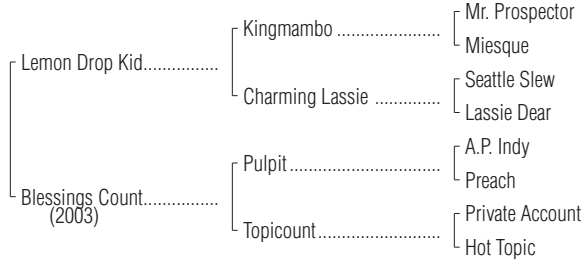 Mr. Prospector
Kingmambo ......................
Miesque
Lemon Drop Kid................
Seattle Slew
Charming Lassie ..............
Lassie Dear
A.P. Indy
Pulpit................................
Preach
Blessings Count................
(2003)
Private Account
Topicount..........................
Hot Topic